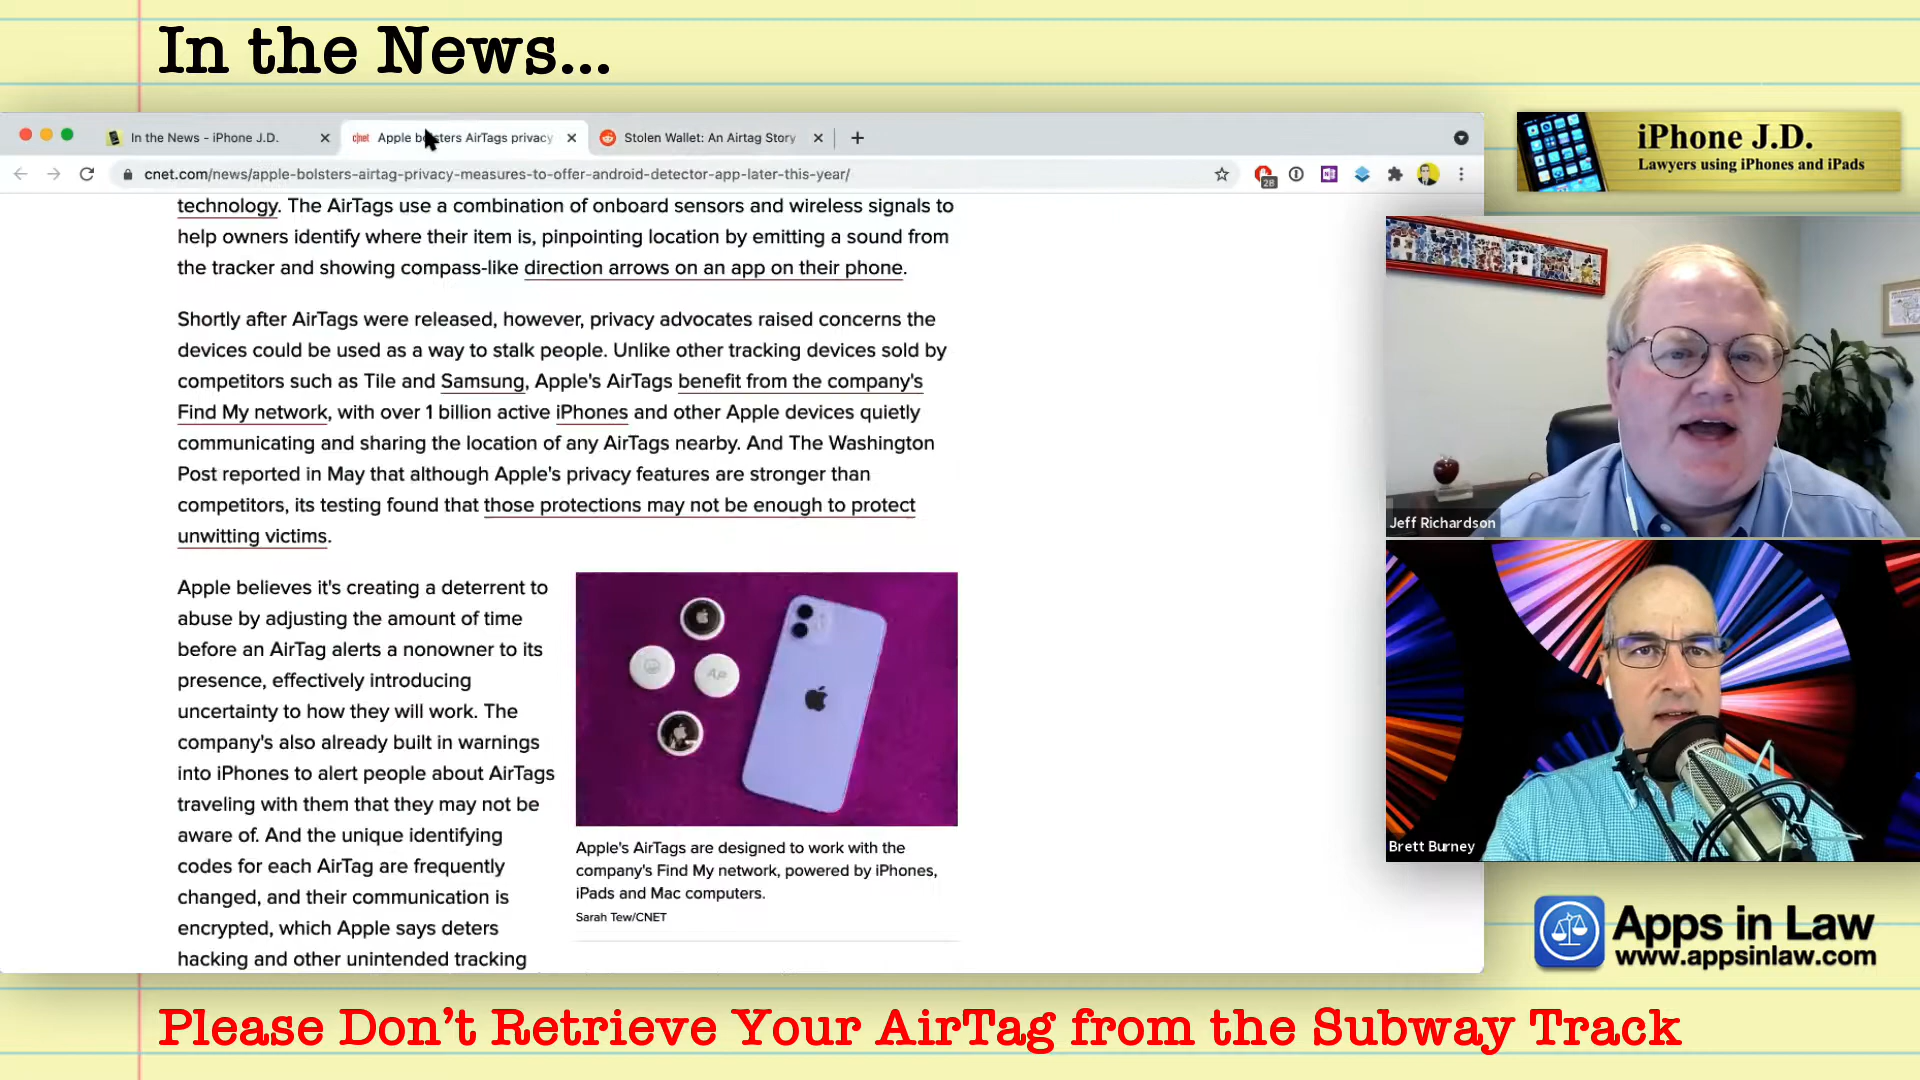 In the News...
In the News - iPhone J.D.
c|net Apple bolsters AirTags privacy
Stolen Wallet: An Airtag Story
cnet.com/news/apple-bolsters-airtag-privacy-measures-to-offer-android-detector-app-later-this-year/
28
iPhone J.D.
Lawyers using iPhones and iPads
technology. The AirTags use a combination of onboard sensors and wireless signals to
help owners identify where their item is, pinpointing location by emitting a sound from
the tracker and showing compass-like direction arrows on an app on their phone.
Shortly after AirTags were released, however, privacy advocates raised concerns the
devices could be used as a way to stalk people. Unlike other tracking devices sold by
competitors such as Tile and Samsung, Apple's AirTags benefit from the company's
Find My network, with over 1 billion active iPhones and other Apple devices quietly
communicating and sharing the location of any AirTags nearby. And The Washington
Post reported in May that although Apple's privacy features are stronger than
competitors, its testing found that those protections may not be enough to protect
unwitting victims.
Apple believes it's creating a deterrent to
abuse by adjusting the amount of time
before an AirTag alerts a nonowner to its
presence, effectively introducing
uncertainty to how they will work. The
company's also already built in warnings
into iPhones to alert people about AirTags
traveling with them that they may not be
aware of. And the unique identifying
codes for each AirTag are frequently
changed, and their communication is
encrypted, which Apple says deters
hacking and other unintended tracking
AP
Apple's AirTags are designed to work with the
company's Find My network, powered by iPhones,
iPads and Mac computers.
Sarah Tew/CNET
Jeff Richardson
Brett Burney
Apps in Law
www.appsinlaw.com
Please Don't Retrieve Your AirTag from the Subway Track